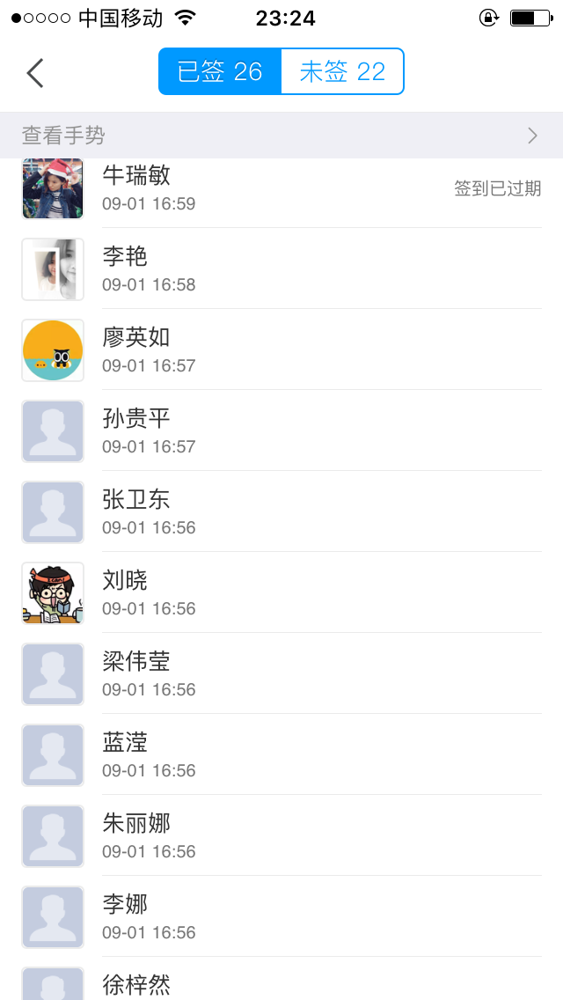 中国移动 23:24
已签 26 未签 22
查看手势
牛瑞敏
09-01 16:59 签到已过期
李艳
09-01 16:58
廖英如
09-01 16:57
孙贵平
09-01 16:57
张卫东
09-01 16:56
刘晓
09-01 16:56
梁伟莹
09-01 16:56
蓝滢
09-01 16:56
朱丽娜
09-01 16:56
李娜
09-01 16:56
徐梓然